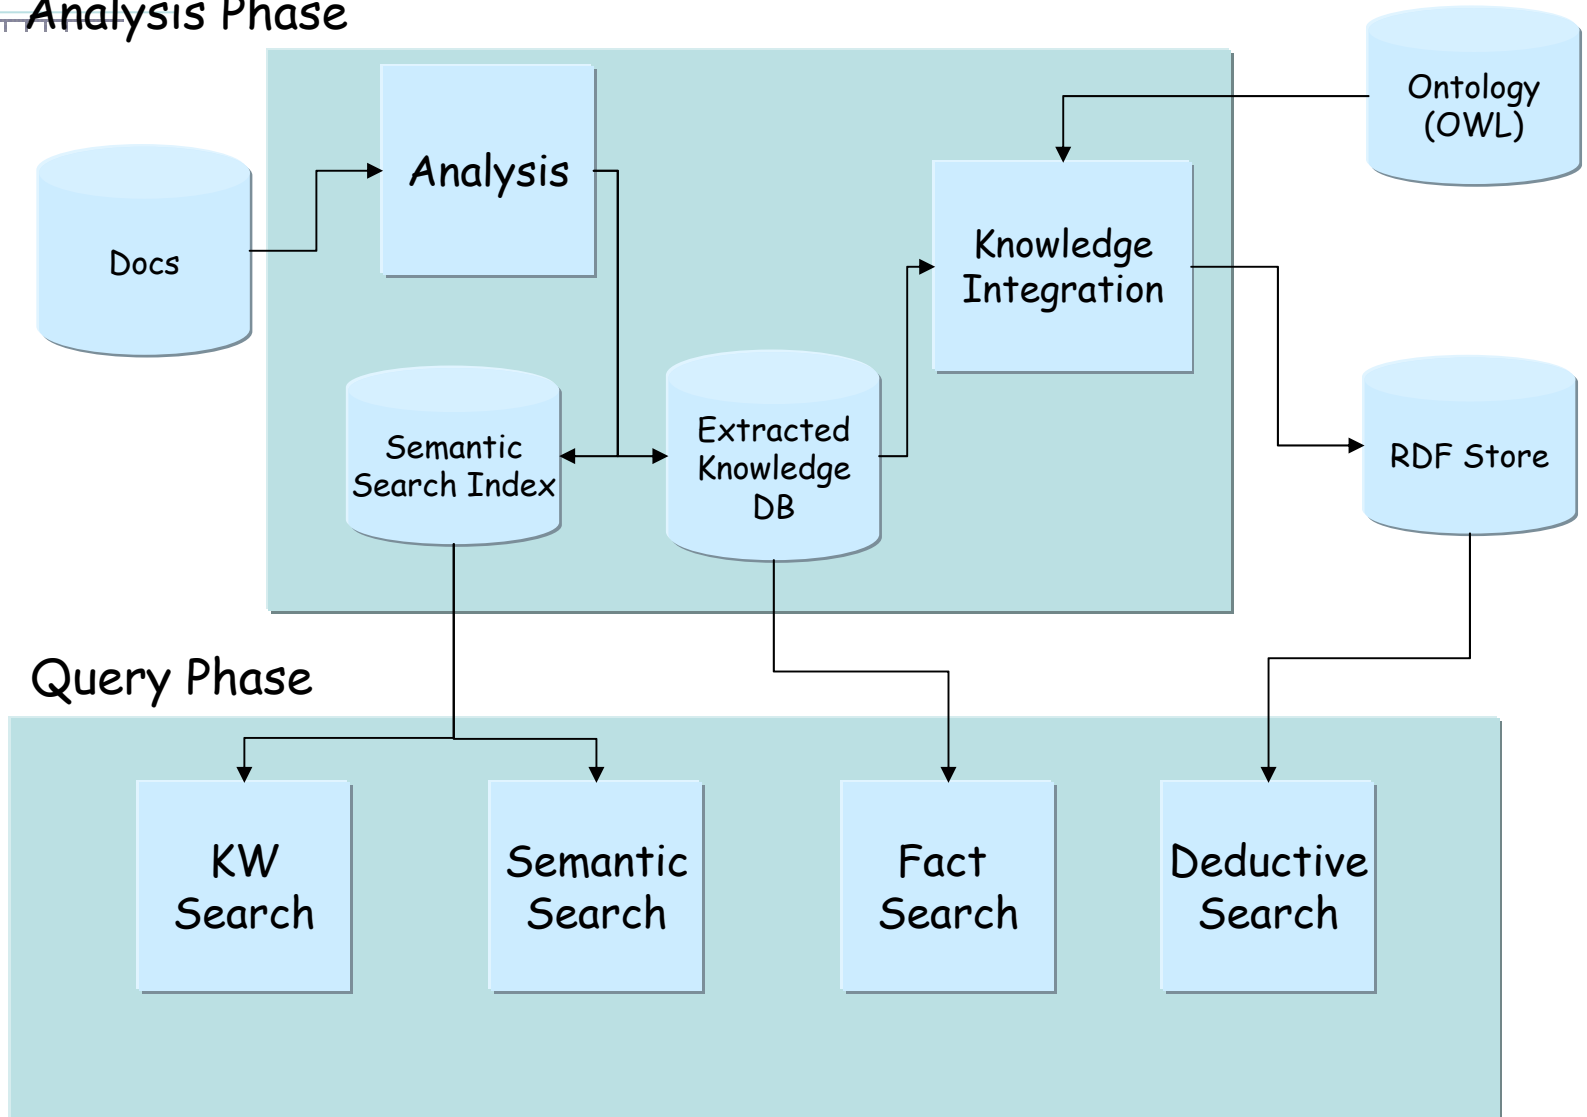 Analysis Phase
Ontology
(OWL)
Analysis
Docs
Knowledge
Integration
Semantic
Search Index
Extracted
Knowledge
DB
RDF Store
Query Phase
KW
Search
Semantic
Search
Fact
Search
Deductive
Search